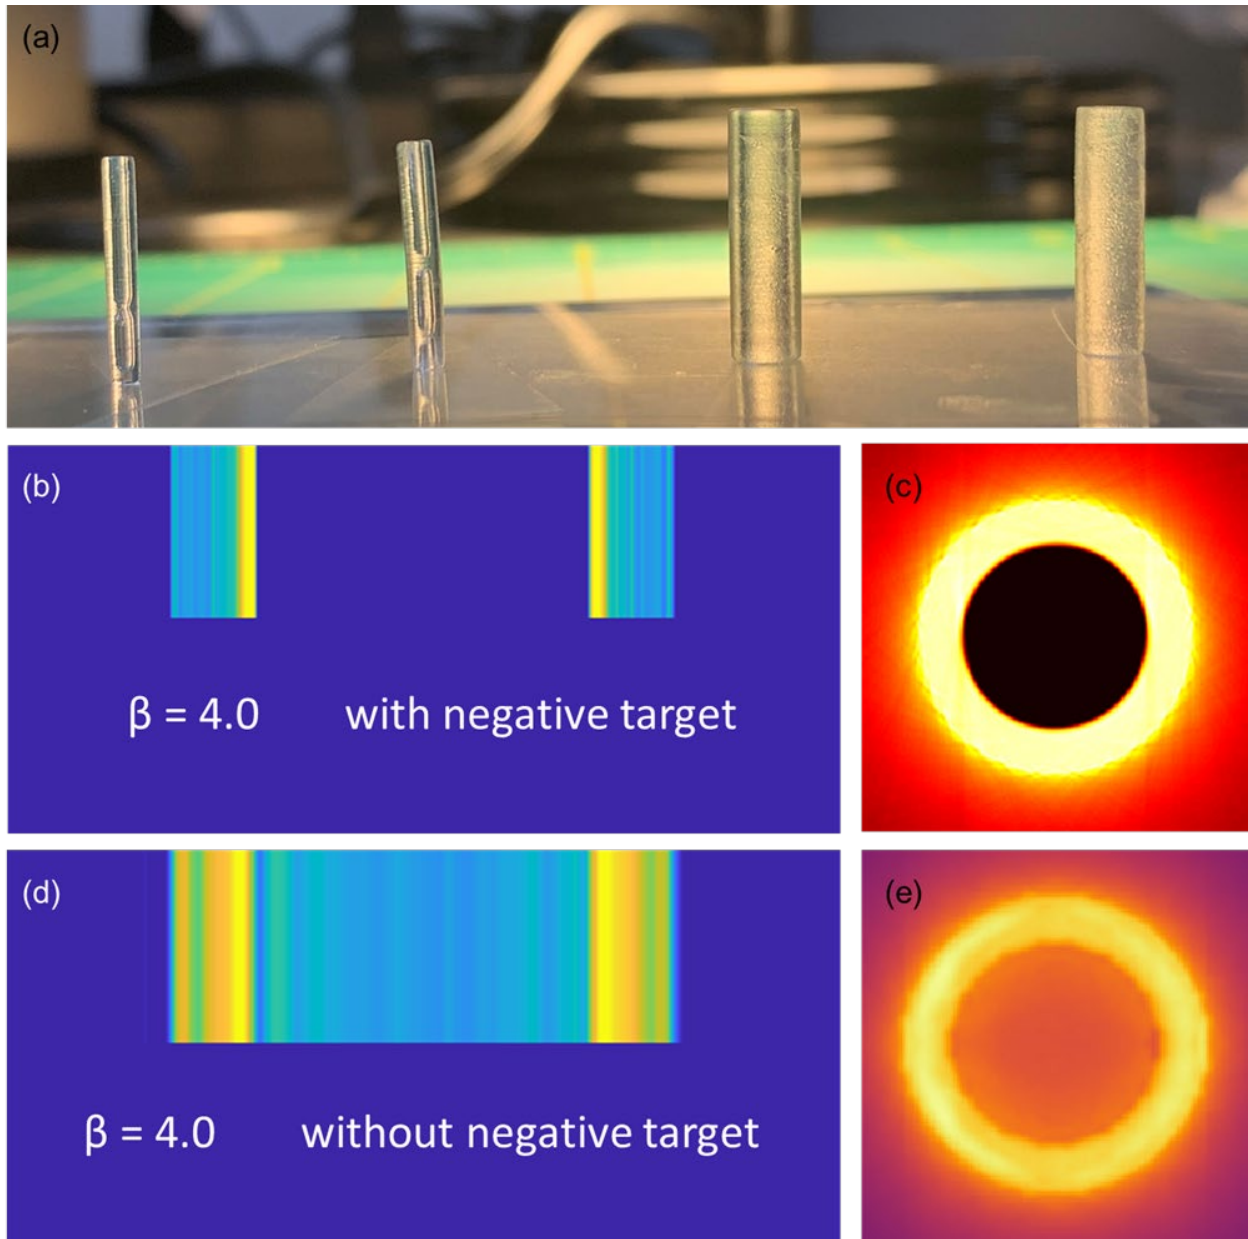 (a)
(b)
β = 4.0 with negative target
(c)
(d)
β = 4.0 without negative target
(e)